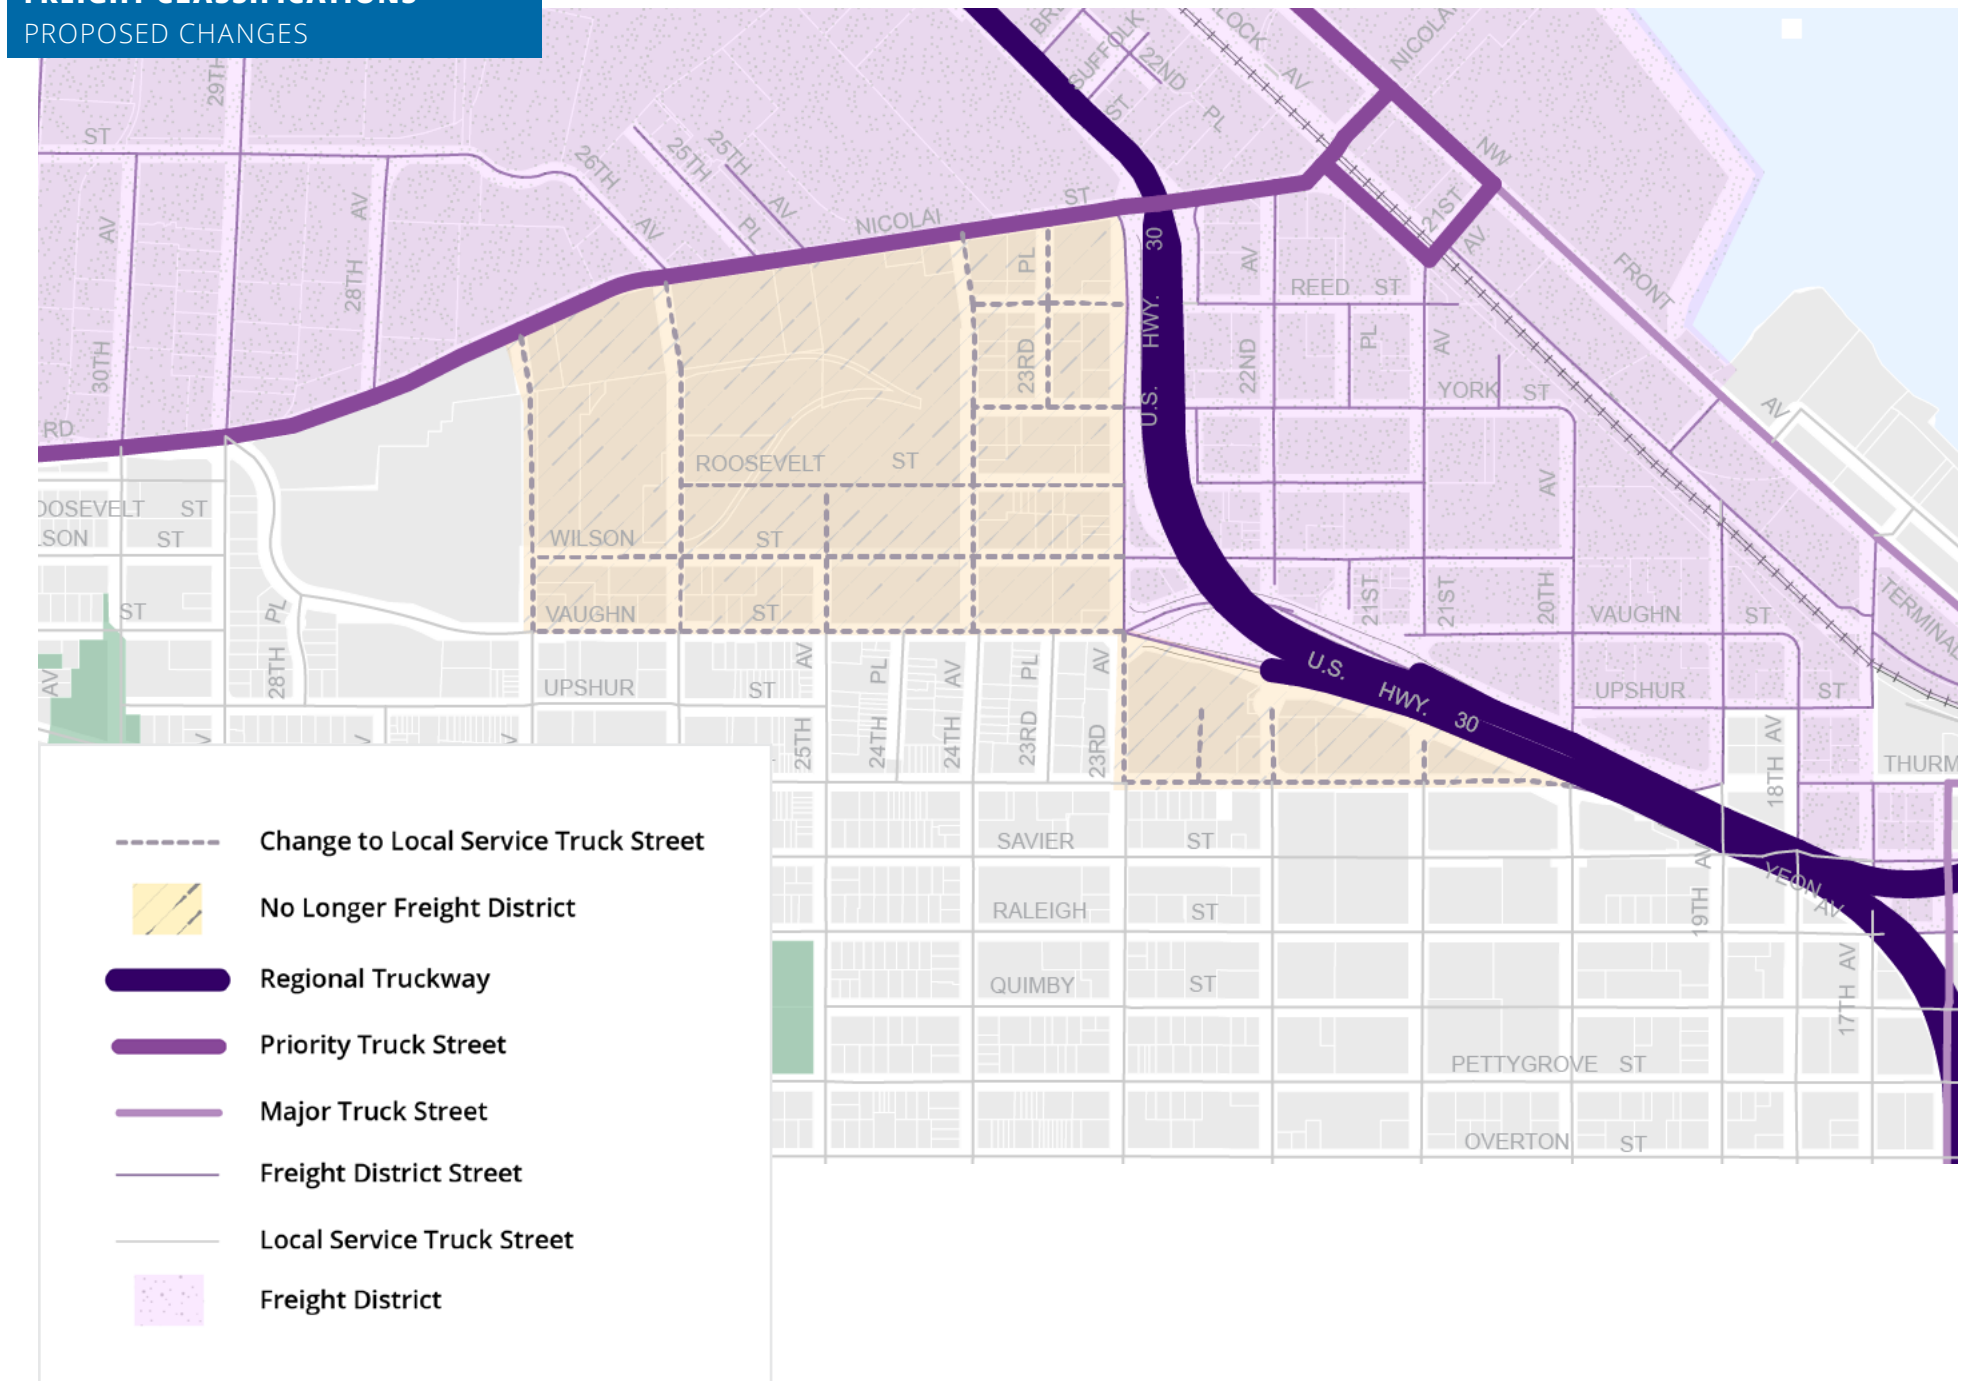 FREIGHT CLASSIFICATIONS
PROPOSED CHANGES
29TH
ST
AV
30TH
AV
28TH
RD
26TH AV
25TH PL
25TH AV
NICOLAI ST
SUFFOLK ST
22ND PL
AV
NICOLAI
NW
21ST AV
FRONT
AV
30
U.S. HWY.
PL
23RD
AV
22ND
REED ST
PL
AV
YORK ST
ROOSEVELT ST
AV
20TH
ST
ST
WILSON ST
21ST
21ST
VAUGHN ST
VAUGHN ST
TERMINAL
ST
PL
28TH
AV
UPSHUR ST
AV
25TH
PL
24TH
AV
24TH
PL
23RD
AV
23RD
U.S. HWY. 30
UPSHUR ST
AV
18TH
SAVIER ST
AV
19TH
YEON AV
RALEIGH ST
QUIMBY ST
AV
17TH
PETTYGROVE ST
OVERTON ST
Change to Local Service Truck Street
No Longer Freight District
Regional Truckway
Priority Truck Street
Major Truck Street
Freight District Street
Local Service Truck Street
Freight District